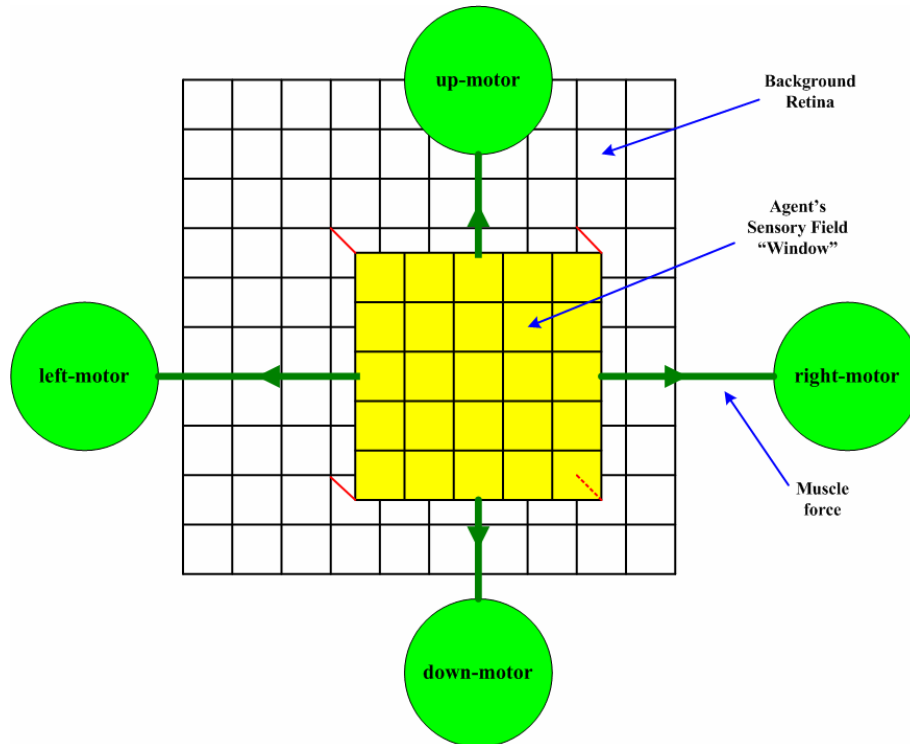 up-motor
Background
Retina
Agent's
Sensory Field
“Window”
left-motor
right-motor
Muscle
force
down-motor